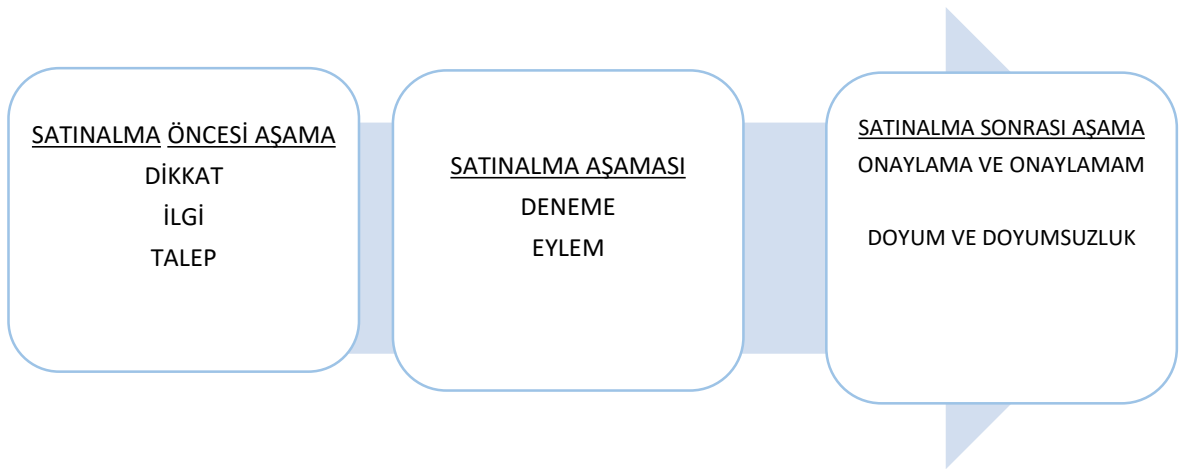 SATINALMA ÖNCESİ AŞAMA
DİKKAT
İLGİ
TALEP
SATINALMA AŞAMASI
DENEME
EYLEM
SATINALMA SONRASI AŞAMA
ONAYLAMA VE ONAYLAMAM
DOYUM VE DOYUMSUZLUK